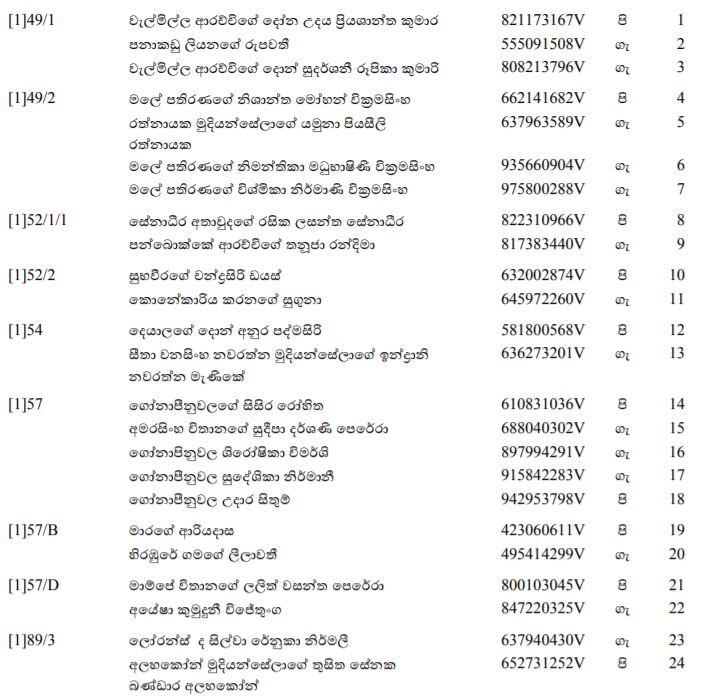 [1]49/1 වැල්මිල්ල ආරච්චිගේ දෝන උදය ප්‍රියශාන්ත කුමාර 821173167V පි 1
පනාකඩු ලියනගේ රූපවතී 555091508V ගැ 2
වැල්මිල්ල ආරච්චිගේ දොන් සුදර්ශනී රූපිකා කුමාරි 808213796V ගැ 3
[1]49/2 මලේ පතිරණගේ නිශාන්ත මෝහන් වික්‍රමසිංහ 662141682V පි 4
රත්නායක මුදියන්සේලාගේ යමුනා පියසීලි 637963589V ගැ 5
රත්නායක
මලේ පතිරණගේ නිමන්තිකා මධුභාෂිණි වික්‍රමසිංහ 935660904V ගැ 6
මලේ පතිරණගේ විශ්මිකා නිර්මාණි වික්‍රමසිංහ 975800288V ගැ 7
[1]52/1/1 සේනාධීර අතාවුදගේ රසික ලසන්ත සේනාධීර 822310966V පි 8
පන්බොක්කේ ආරච්චිගේ තනූජා රන්දිමා 817383440V ගැ 9
[1]52/2 සුභවීරගේ චන්ද්‍රසිරි ඩයස් 632002874V පි 10
කොනේකාරිය කරනගේ සුගුනා 645972260V ගැ 11
[1]54 දෙයාලගේ දොන් අනුර පද්මසිරි 581800568V පි 12
සීතා වනසිංහ නවරත්න මුදියන්සේලාගේ ඉන්ද්‍රානි 636273201V ගැ 13
නවරත්න මැණිකේ
[1]57 ගෝනාපීනුවලගේ සිසිර රෝහිත 610831036V පි 14
අමරසිංහ විතානගේ සුදීපා දර්ශණි පෙරේරා 688040302V ගැ 15
ගෝනාපිනුවල ශිරෝෂිකා විමර්ශි 897994291V ගැ 16
ගෝනාපීනුවල සුදේශිකා නිර්මානී 915842283V ගැ 17
ගෝනාපීනුවල උදාර සිතුම් 942953798V පි 18
[1]57/B මාරගේ ආරියදාස 423060611V පි 19
හිරඹුරේ ගමගේ ලීලාවතී 495414299V ගැ 20
[1]57/D මාම්පේ විතානගේ ලලිත් වසන්ත පෙරේරා 800103045V පි 21
අයේෂා කුමුදුනී විජේතුංග 847220325V ගැ 22
[1]89/3 ලෝරන්ස් ද සිල්වා රේනුකා නිර්මලී 637940430V ගැ 23
අලහකෝන් මුදියන්සේලාගේ තුසිත සේනක 652731252V පි 24
බණ්ඩාර අලහකෝන්